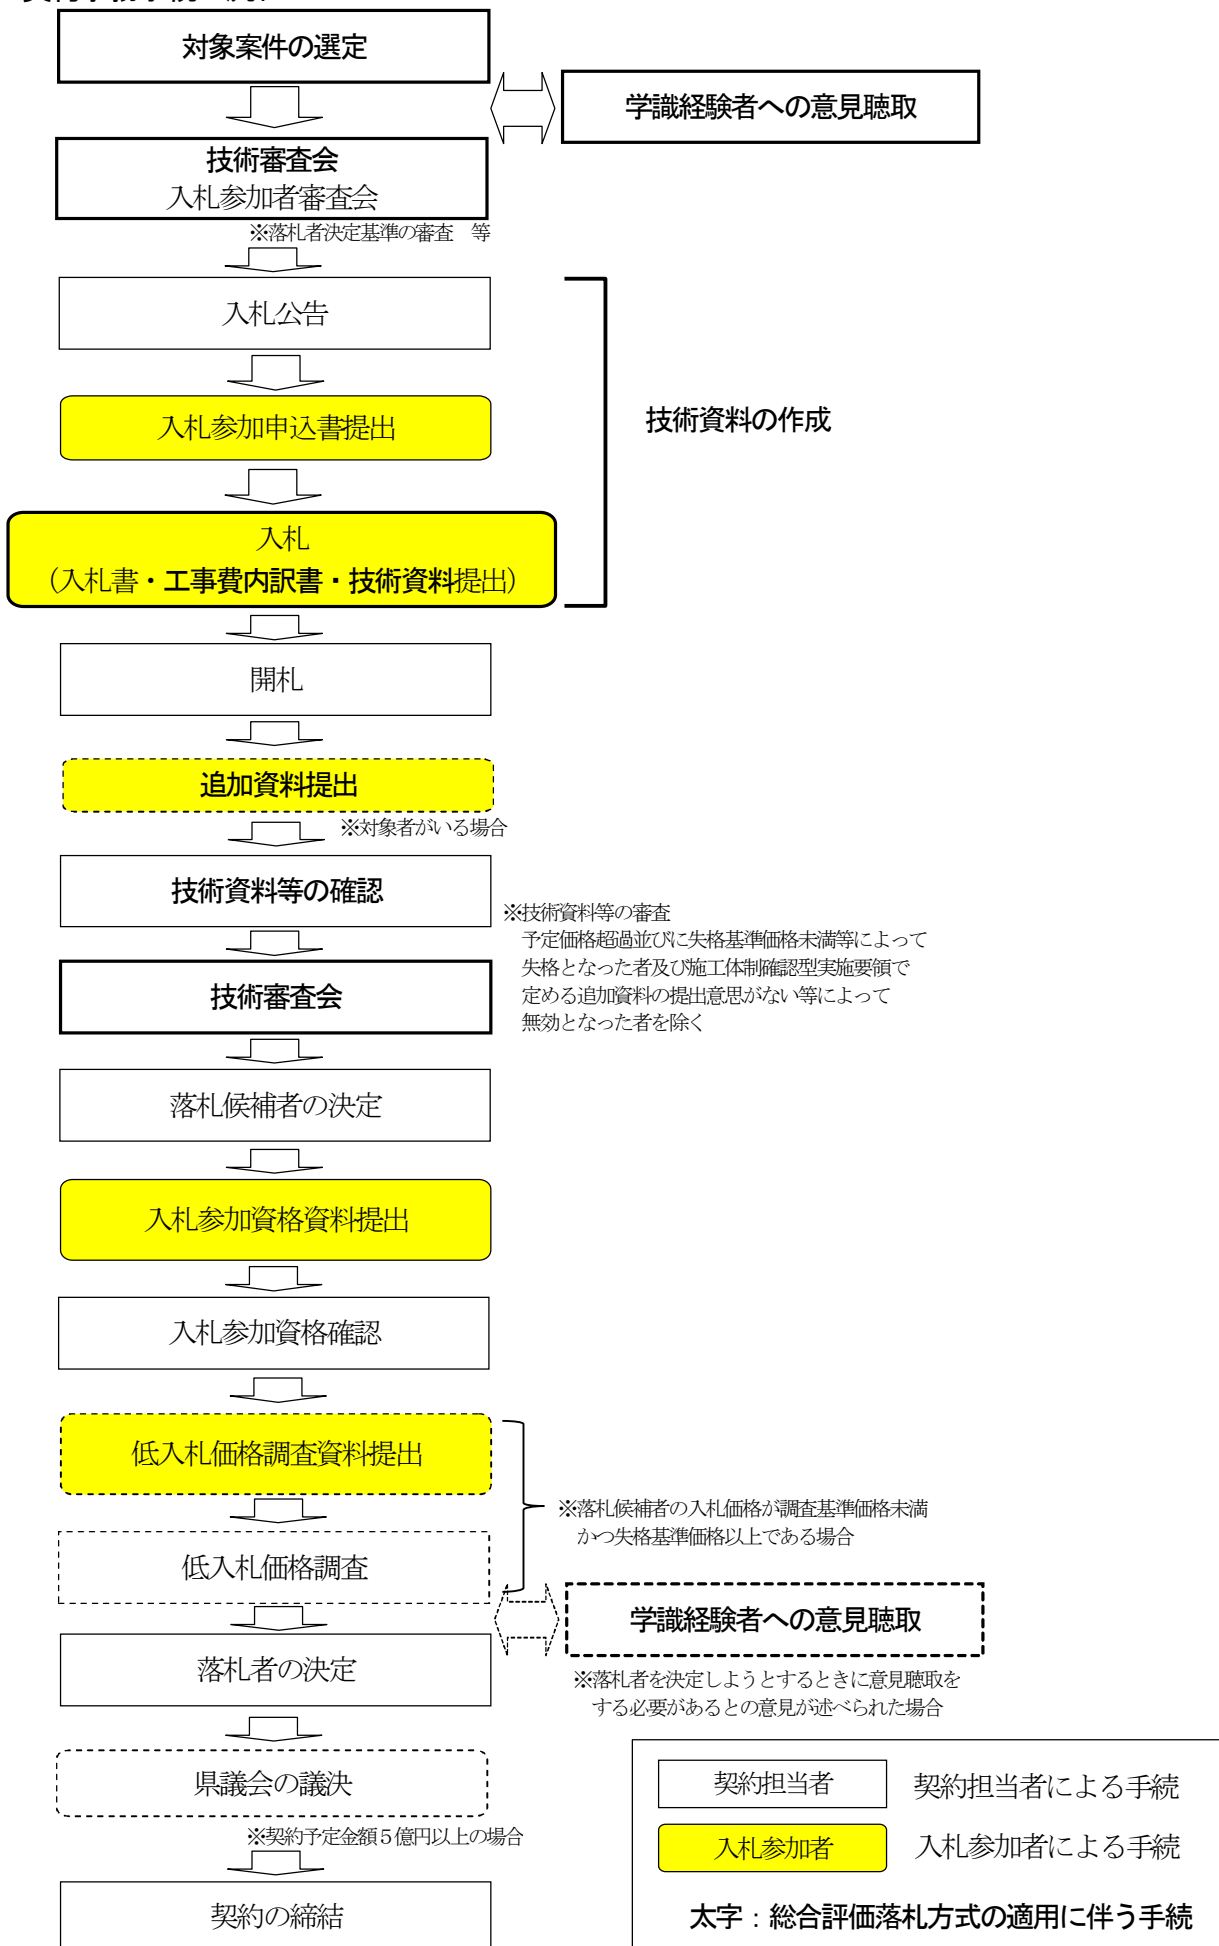 対象案件の選定
学識経験者への意見聴取
技術審査会
入札参加者審査会
※落札者決定基準の審査　等
入札公告
入札参加申込書提出
技術資料の作成
入札
（入札書・工事費内訳書・技術資料提出）
開札
追加資料提出
※対象者がいる場合
技術資料等の確認
※技術資料等の審査
予定価格超過並びに失格基準価格未満等によって
失格となった者及び施工体制確認型実施要領で
定める追加資料の提出意思がない等によって
無効となった者を除く
技術審査会
落札候補者の決定
入札参加資格資料提出
入札参加資格確認
低入札価格調査資料提出
※落札候補者の入札価格が調査基準価格未満
かつ失格基準価格以上である場合
低入札価格調査
学識経験者への意見聴取
※落札者を決定しようとするときに意見聴取を
する必要があるとの意見が述べられた場合
落札者の決定
県議会の議決
※契約予定金額５億円以上の場合
契約の締結
契約担当者　契約担当者による手続
入札参加者　入札参加者による手続
太字：総合評価落札方式の適用に伴う手続